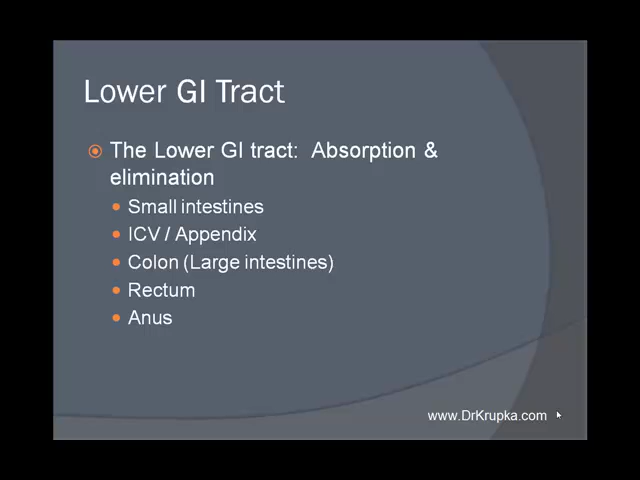 Lower GI Tract
The Lower GI tract: Absorption &
elimination
Small intestines
ICV / Appendix
Colon (Large intestines)
Rectum
Anus
www.DrKrupka.com